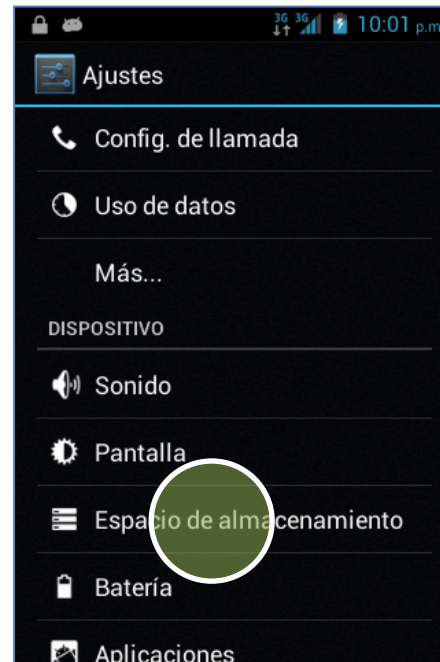 3G 3G 10:01 p.m
Ajustes
Config. de llamada
Uso de datos
Más...
DISPOSITIVO
Sonido
Pantalla
Espacio de almacenamiento
Batería
Aplicaciones